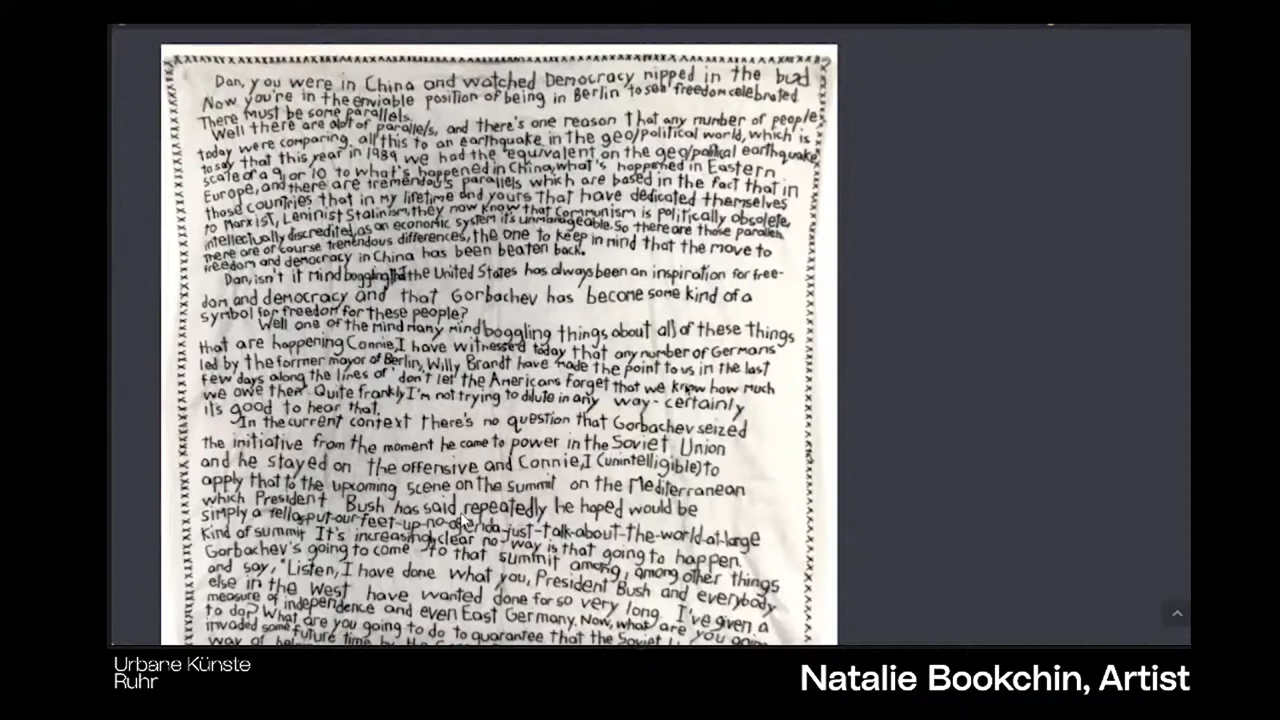 Dan, you were in China and watched Democracy nipped in the bud
Now you're in the enviable position of being in Berlin to see freedom celebrated
There must be some parallels.
Well there are alot of parallels, and there's one reason that any number of people
today were comparing all this to an earthquake in the geo/political world, which is
to say that this year in 1989 we had the equivalent on the geo/political earthquake
scale of a 9 or 10 to what's happened in China, what's happened in Eastern
Europe, and there are tremendous parallels which are based in the fact that in
those countries that in my lifetime and yours that have dedicated themselves
to Marxist, Leninist Stalinism, they now know that Communism is politically obsolete,
intellectually discredited, as an economic system its unmanageable. So there are those parallels
There are of course tremendous differences, the one to keep in mind that the move to
freedom and democracy in China has been beaten back.
Dan, isn't it mind boggling that the United States has always been an inspiration for free-
dom and democracy and that Gorbachev has become some kind of a
symbol for freedom for these people?
Well one of the mind many mind boggling things about all of these things
that are happening Connie, I have witnessed today that any number of Germans
led by the former mayor of Berlin, Willy Brandt have made the point to us in the last
few days along the lines of "don't let the Americans forget that we know how much
we owe them. Quite frankly I'm not trying to dilute in any way - certainly
its good to hear that.
In the current context there's no question that Gorbachev seized
the initiative from the moment he came to power in the Soviet Union
and he stayed on the offensive and Connie, I (unintelligible) to
apply that to the upcoming scene on the summit on the Mediterranean
which President Bush has said repeatedly he hoped would be
simply a fellas-put-our-feet-up-no-agenda-just-talk-about-the-world-at-large
kind of summit It's increasingly clear no way is that going to happen.
Gorbachev's going to come to that summit among, among other things
and say, "Listen, I have done what you, President Bush and everybody
else in the West have wanted done for so very long. I've given a
measure of independence and even East Germany. Now, what are you going
to do? What are you going to do to guarantee that the Soviet
invaded some future time by the
way of
Urbane Künste
Ruhr
Natalie Bookchin, Artist